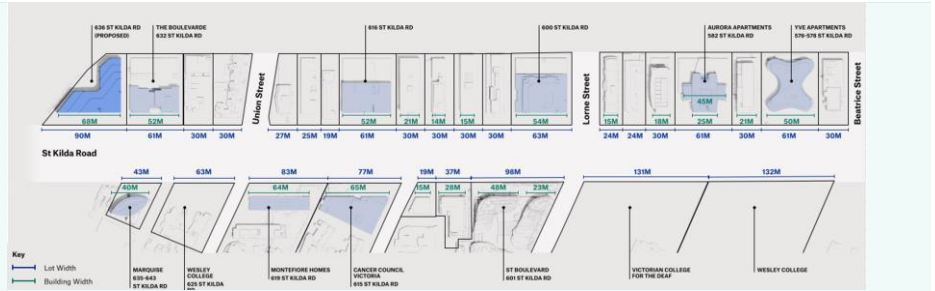 636 ST KILDA RD
(PROPOSED)
THE BOULEVARDE
632 ST KILDA RD
616 ST KILDA RD
600 ST KILDA RD
AURORA APARTMENTS
582 ST KILDA RD
YVE APARTMENTS
576-578 ST KILDA RD
Union Street
Lorne Street
Beatrice Street
68M
52M
52M
21M
14M
15M
54M
15M
18M
45M
25M
21M
50M
90M
61M
30M
30M
27M
25M
19M
61M
30M
30M
30M
30M
63M
24M
24M
30M
61M
30M
61M
30M
St Kilda Road
43M
63M
83M
77M
19M
37M
98M
131M
132M
40M
64M
65M
15M
28M
48M
23M
Key
Lot Width
Building Width
MARQUISE
635-643
ST KILDA RD
WESLEY
COLLEGE
625 ST KILDA
RD
MONTEFIORE HOMES
619 ST KILDA RD
CANCER COUNCIL
VICTORIA
615 ST KILDA RD
ST BOULEVARD
601 ST KILDA RD
VICTORIAN COLLEGE
FOR THE DEAF
WESLEY COLLEGE